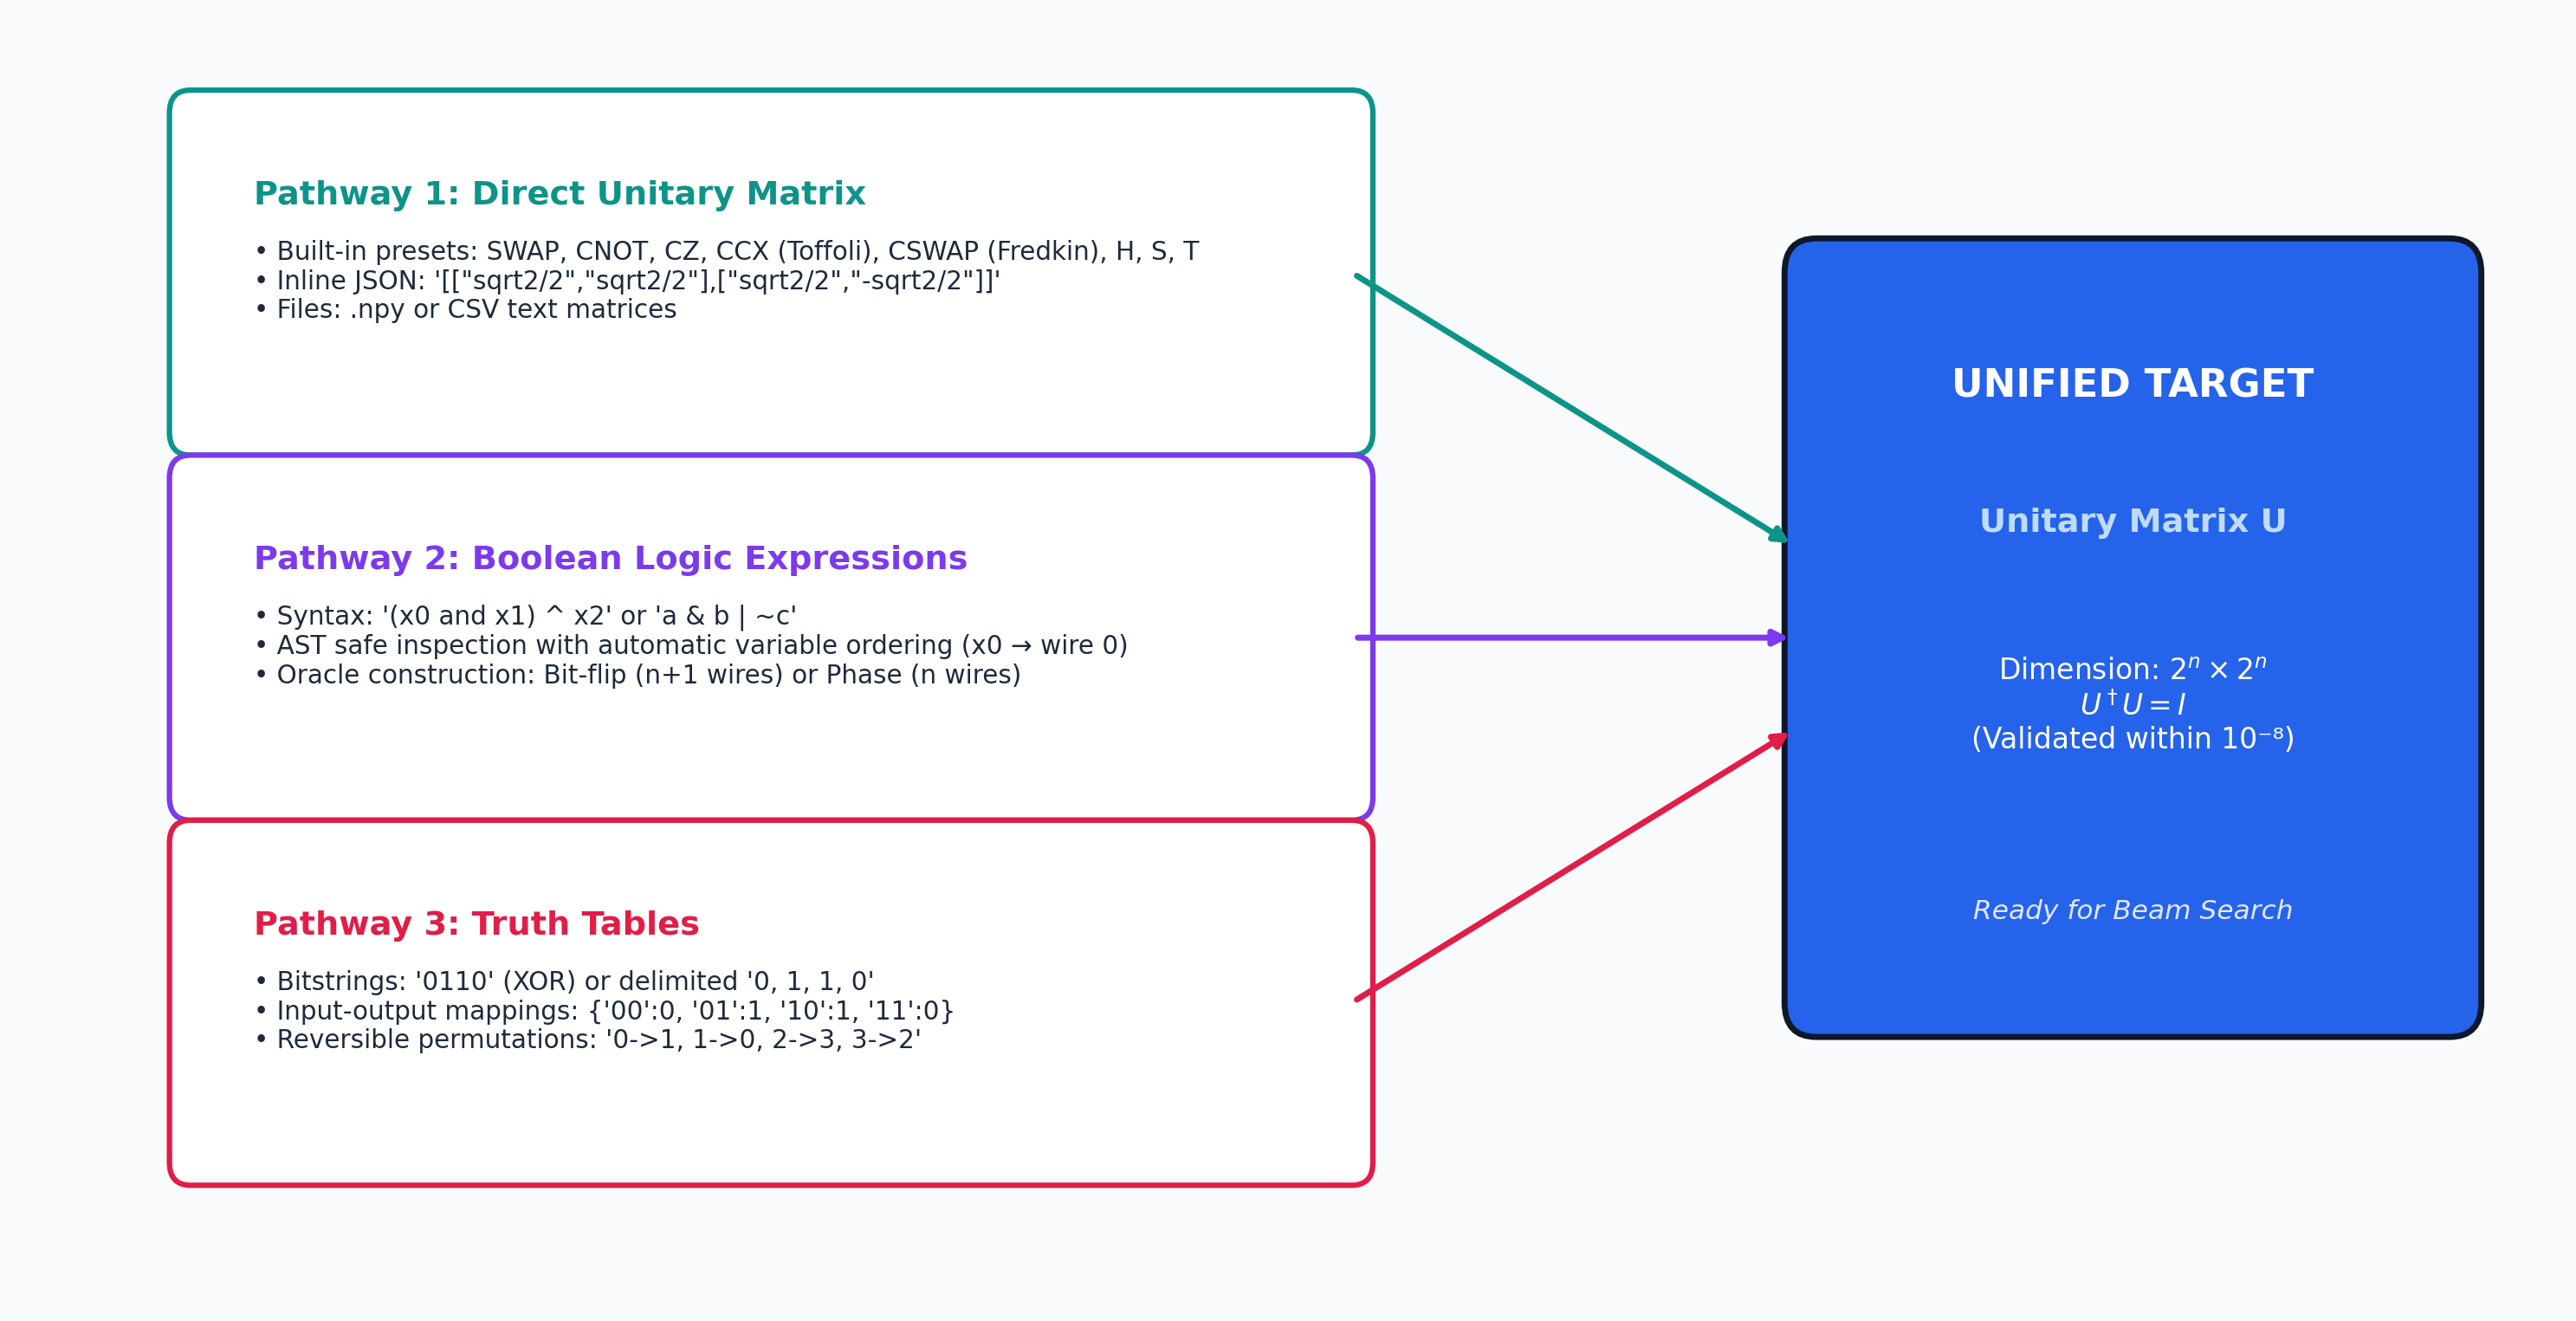 Pathway 1: Direct Unitary Matrix
• Built-in presets: SWAP, CNOT, CZ, CCX (Toffoli), CSWAP (Fredkin), H, S, T
• Inline JSON: '[["sqrt2/2","sqrt2/2"],["sqrt2/2","-sqrt2/2"]]'
• Files: .npy or CSV text matrices
Pathway 2: Boolean Logic Expressions
• Syntax: '(x0 and x1) ^ x2' or 'a & b | ~c'
• AST safe inspection with automatic variable ordering (x0 → wire 0)
• Oracle construction: Bit-flip (n+1 wires) or Phase (n wires)
Pathway 3: Truth Tables
• Bitstrings: '0110' (XOR) or delimited '0, 1, 1, 0'
• Input-output mappings: {'00':0, '01':1, '10':1, '11':0}
• Reversible permutations: '0->1, 1->0, 2->3, 3->2'
UNIFIED TARGET
Unitary Matrix U
Dimension: 2ⁿ × 2ⁿ
U†U = I
(Validated within 10⁻⁸)
Ready for Beam Search